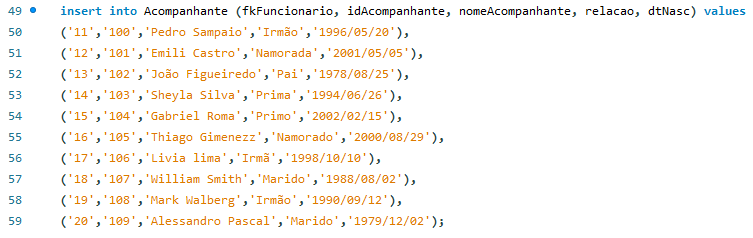 49 insert into Acompanhante (fkFuncionario, idAcompanhante, nomeAcompanhante, relacao, dtNasc) values
50 ('11','100','Pedro Sampaio','Irmão','1996/05/20'),
51 ('12','101','Emili Castro','Namorada','2001/05/05'),
52 ('13','102','João Figueiredo','Pai','1978/08/25'),
53 ('14','103','Sheyla Silva','Prima','1994/06/26'),
54 ('15','104','Gabriel Roma','Primo','2002/02/15'),
55 ('16','105','Thiago Gimenezz','Namorado','2000/08/29'),
56 ('17','106','Livia lima','Irmã','1998/10/10'),
57 ('18','107','William Smith','Marido','1988/08/02'),
58 ('19','108','Mark Walberg','Irmão','1990/09/12'),
59 ('20','109','Alessandro Pascal','Marido','1979/12/02');